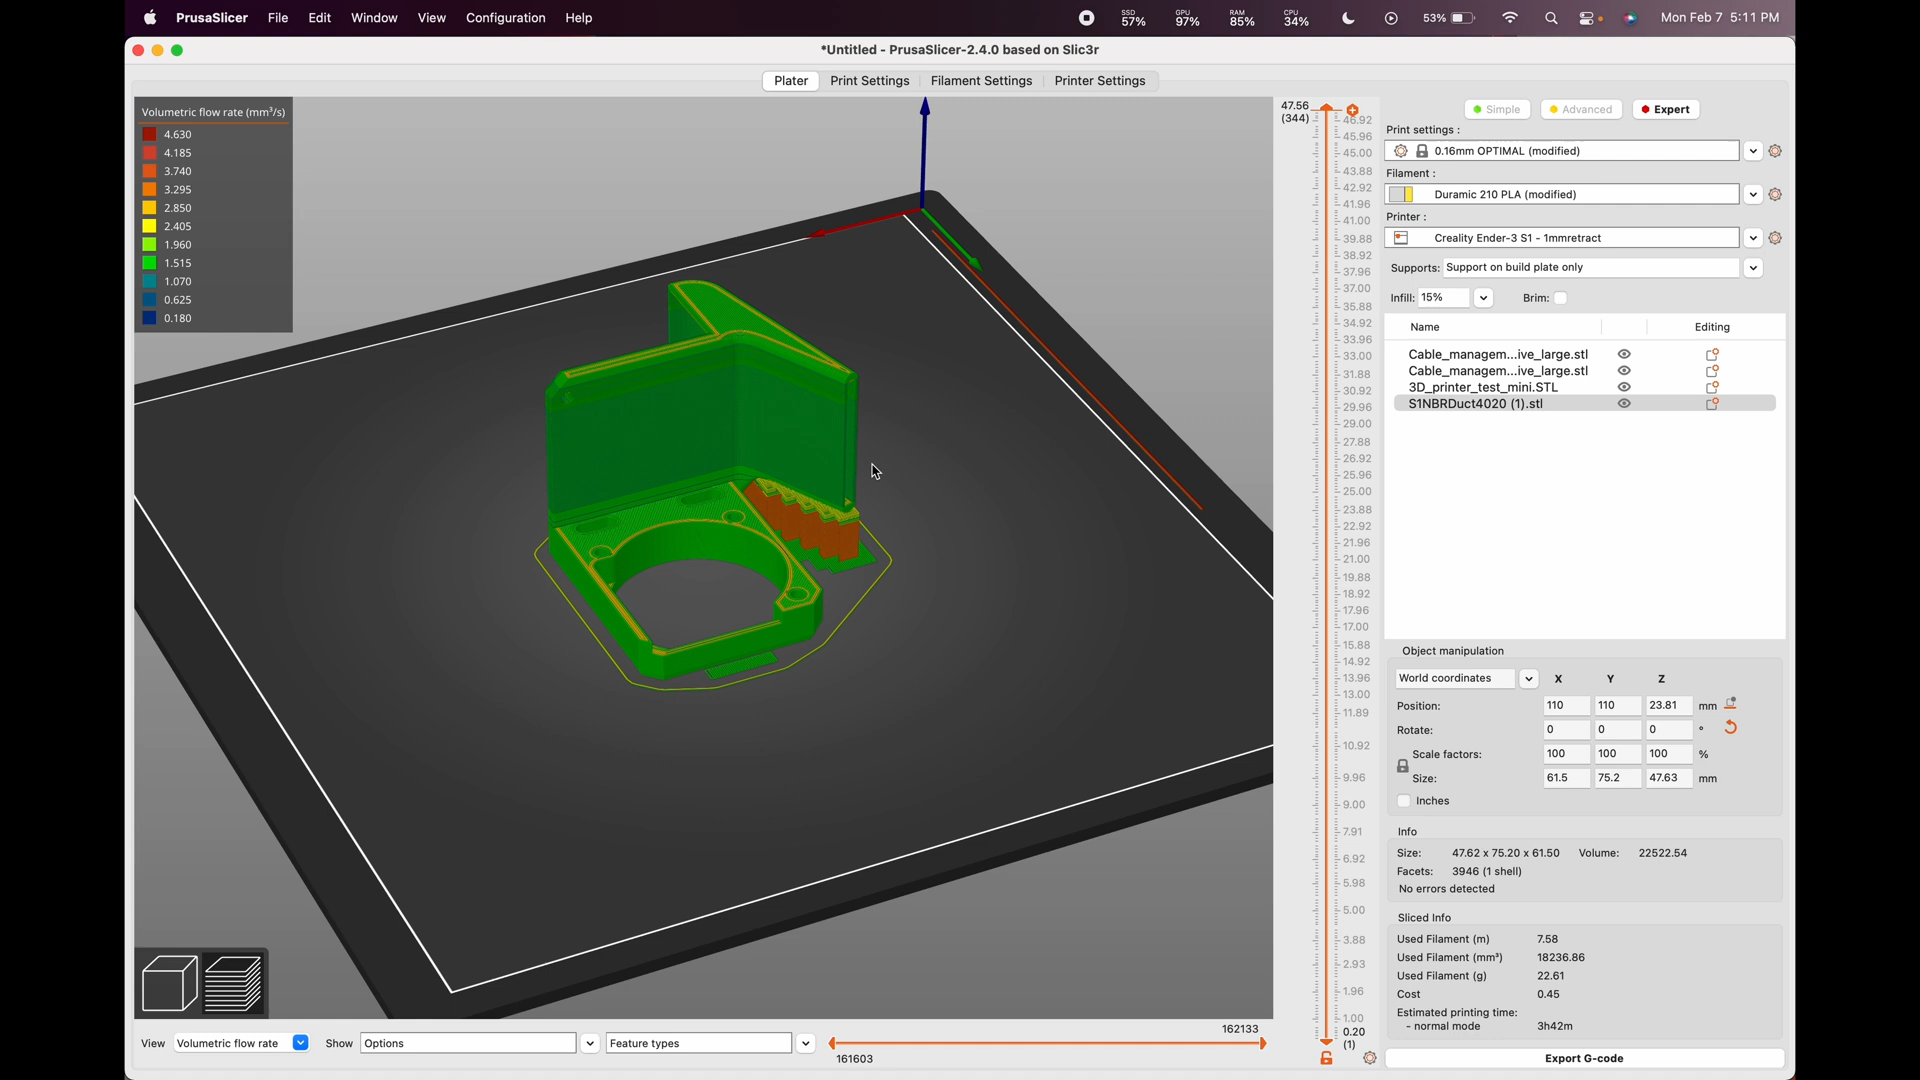 PrusaSlicer File Edit Window View Configuration Help SSD 57% GPU 97% RAM 85% CPU 34% 53% Mon Feb 7 5:11 PM
*Untitled - PrusaSlicer-2.4.0 based on Slic3r
Plater Print Settings Filament Settings Printer Settings
Volumetric flow rate (mm³/s)
4.630
4.185
3.740
3.295
2.850
2.405
1.960
1.515
1.070
0.625
0.180
47.56
(344)
46.92
45.96
45.00
43.88
42.92
41.96
41.00
39.88
38.92
37.96
37.00
35.88
34.92
33.96
33.00
31.88
30.92
29.96
29.00
27.88
26.92
25.96
25.00
23.88
22.92
21.96
21.00
19.88
18.92
17.96
17.00
15.88
14.92
13.96
13.00
11.89
10.92
9.96
9.00
7.91
6.92
5.98
5.00
3.88
2.93
1.96
1.00
0.20
(1)
Simple Advanced Expert
Print settings :
0.16mm OPTIMAL (modified)
Filament :
Duramic 210 PLA (modified)
Printer :
Creality Ender-3 S1 - 1mmretract
Supports: Support on build plate only
Infill: 15% Brim:
Name Editing
Cable_managem...ive_large.stl
Cable_managem...ive_large.stl
3D_printer_test_mini.STL
S1NBRDuct4020 (1).stl
Object manipulation
World coordinates X Y Z
Position: 110 110 23.81 mm
Rotate: 0 0 0 °
Scale factors: 100 100 100 %
Size: 61.5 75.2 47.63 mm
Inches
Info
Size: 47.62 x 75.20 x 61.50 Volume: 22522.54
Facets: 3946 (1 shell)
No errors detected
Sliced Info
Used Filament (m) 7.58
Used Filament (mm³) 18236.86
Used Filament (g) 22.61
Cost 0.45
Estimated printing time:
- normal mode 3h42m
Export G-code
View Volumetric flow rate Show Options Feature types
162133
161603